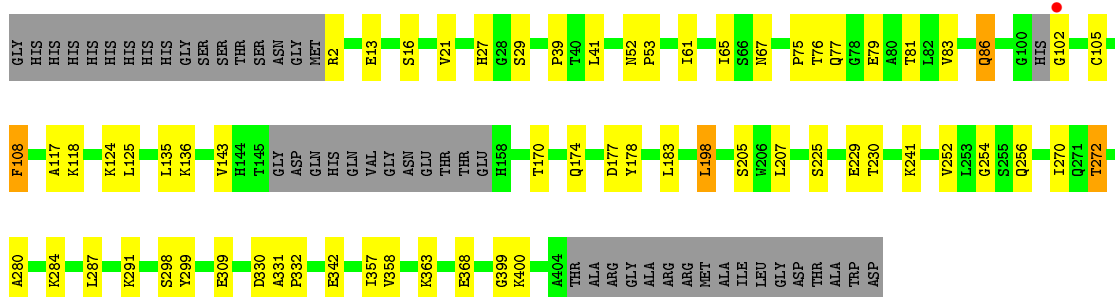 GLY HIS HIS HIS HIS HIS HIS HIS HIS HIS HIS GLY SER SER THR SER ASN GLY MET R2 E13 S16 V21 H27 G28 S29 P39 T40 L41 N52 P53 I61 I65 S66 N67 P75 T76 Q77 G78 E79 A80 T81 L82 V83 Q86 G100 HIS G102 C105
F108 A117 K118 K124 L125 L135 K136 V143 H144 T145 GLY ASP GLN HIS GLN VAL GLY ASN GLU THR THR GLU H158 T170 Q174 D177 Y178 L183 L198 S205 W206 L207 S225 E229 T230 K241 V252 L253 G254 S255 Q256 I270 Q271 T272
A280 K284 L287 K291 S298 Y299 E309 D330 A331 P332 E342 I357 V358 K363 E368 G399 K400 A404 THR ALA ARG GLY ALA ARG ARG MET ALA ILE LEU GLY ASP THR ALA TRP ASP